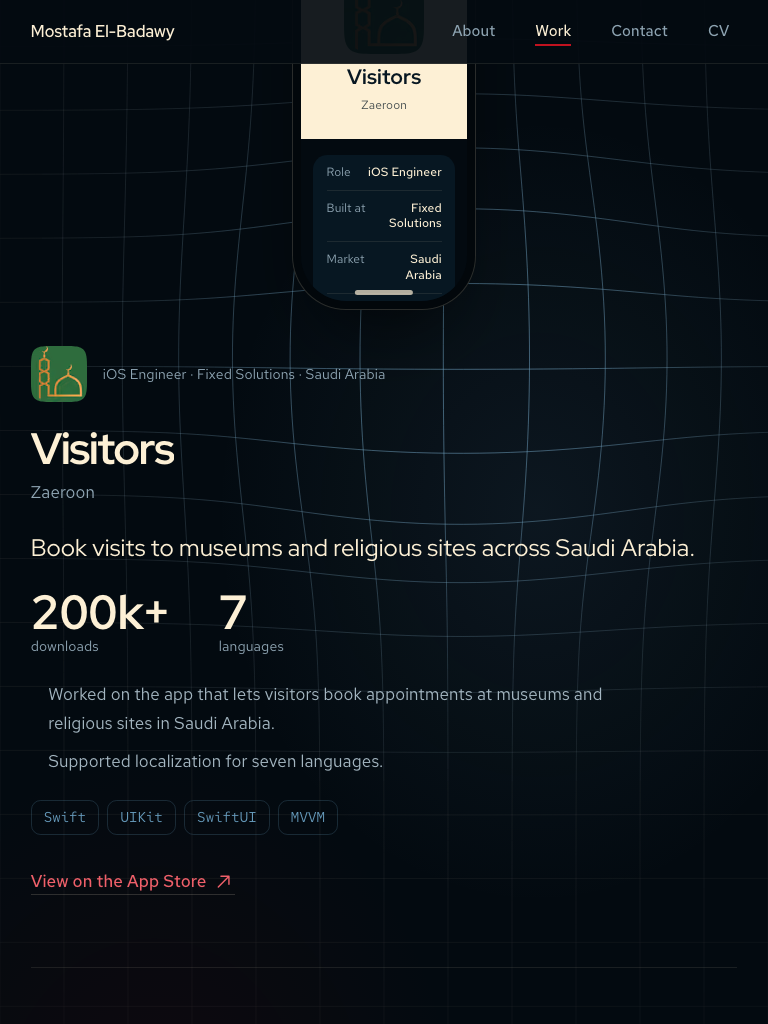 Mostafa El-Badawy
About
Work
Contact
CV
Visitors
Zaeroon
Role
iOS Engineer
Built at
Fixed
Solutions
Market
Saudi
Arabia
iOS Engineer · Fixed Solutions · Saudi Arabia
Visitors
Zaeroon
Book visits to museums and religious sites across Saudi Arabia.
200k+
downloads
7
languages
Worked on the app that lets visitors book appointments at museums and
religious sites in Saudi Arabia.
Supported localization for seven languages.
Swift
UIKit
SwiftUI
MVVM
View on the App Store